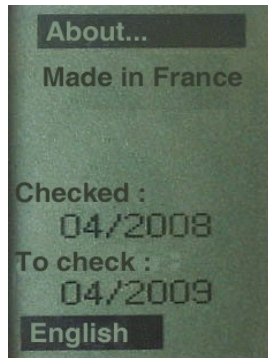 About...
Made in France
Checked :
04/2008
To check :
04/2009
English